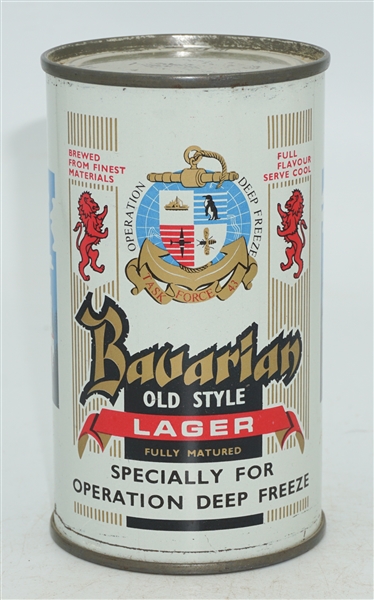 BREWED
FROM FINEST
MATERIALS
FULL
FLAVOUR
SERVE COOL
OPERATION DEEP FREEZE
TASK FORCE 43
Bavarian
OLD STYLE
LAGER
FULLY MATURED
SPECIALLY FOR
OPERATION DEEP FREEZE